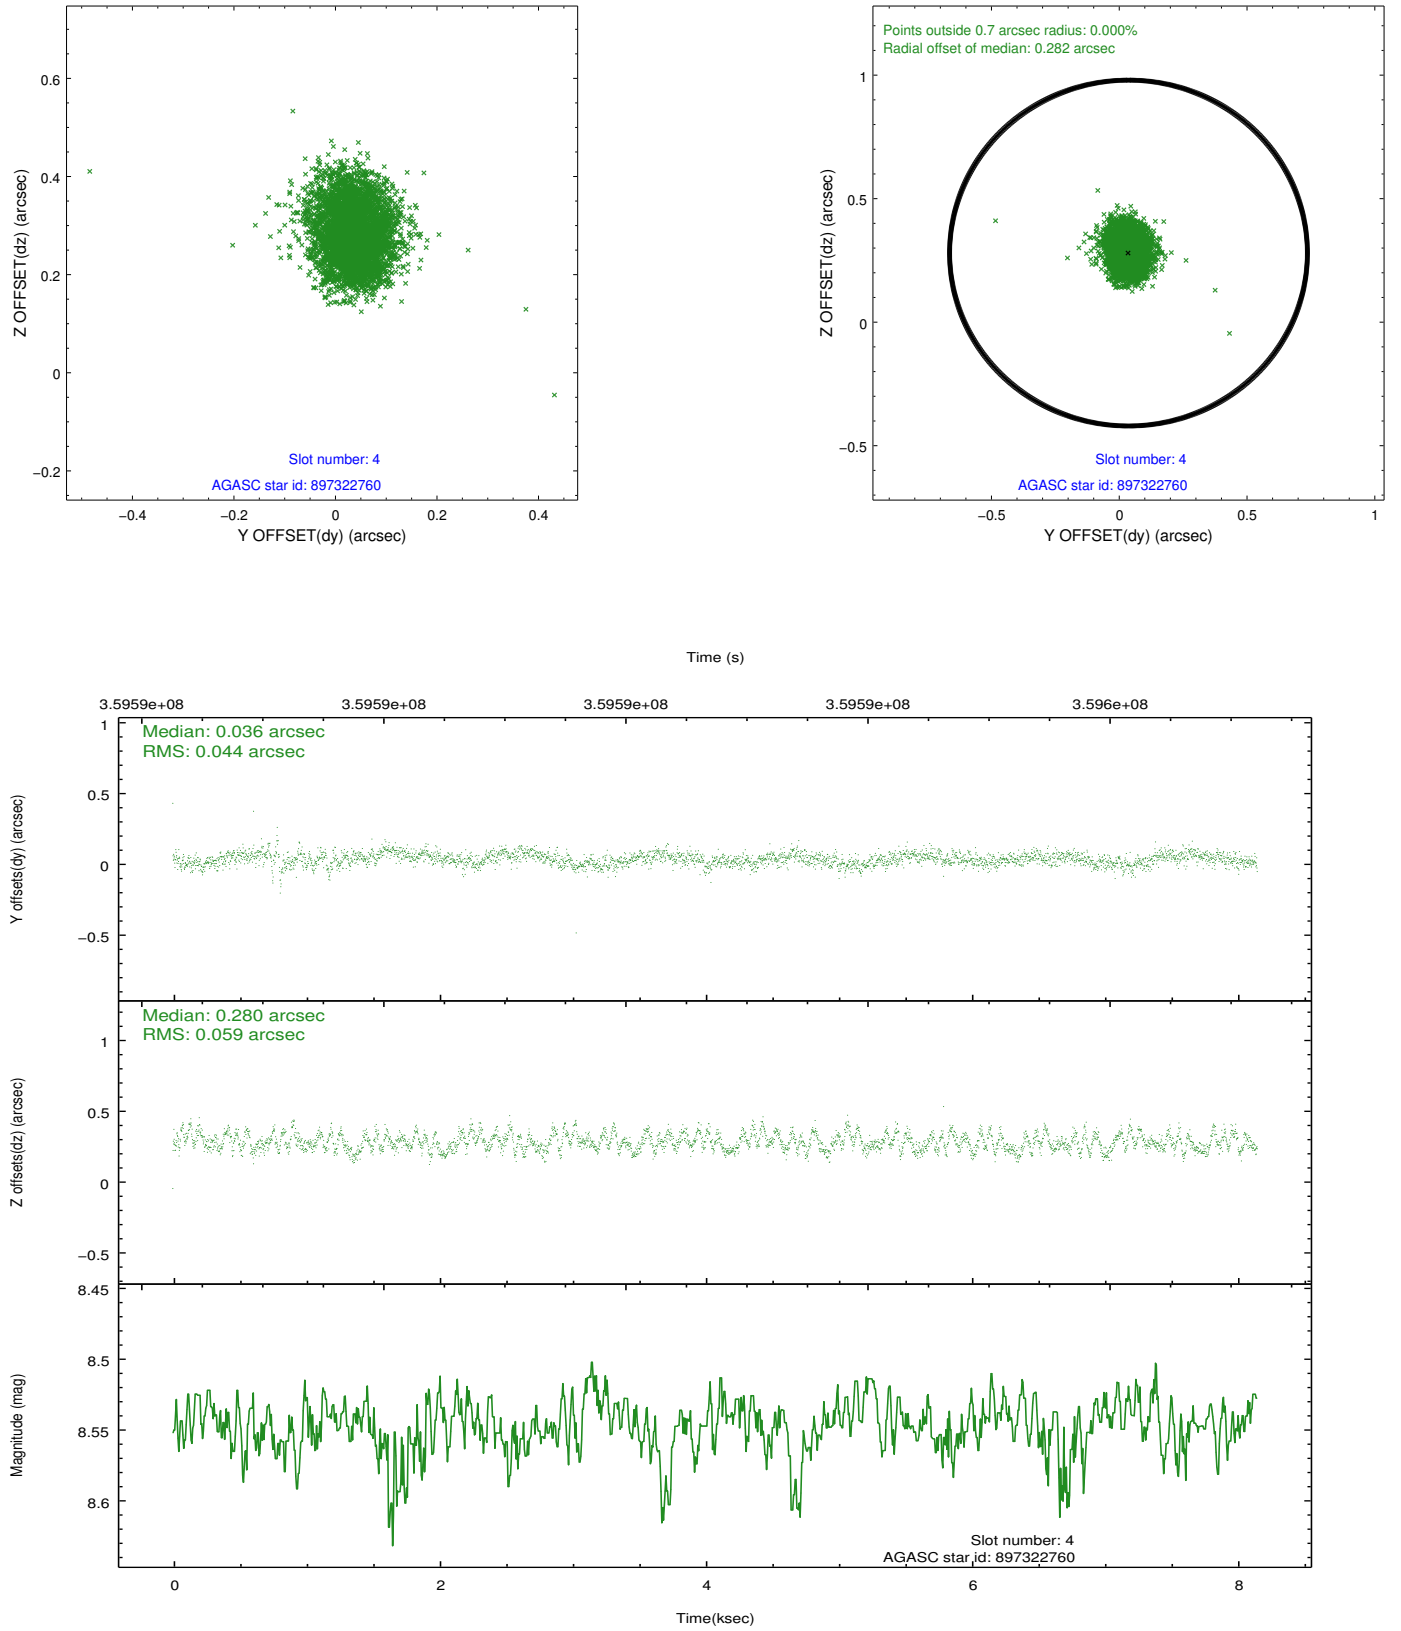 0.6
0.4
0.2
0
−0.2
−0.4
−0.2
0
0.2
0.4
Z OFFSET(dz) (arcsec)
Y OFFSET(dy) (arcsec)
Slot number: 4
AGASC star id: 897322760
Points outside 0.7 arcsec radius: 0.000%
Radial offset of median: 0.282 arcsec
1
0.5
0
−0.5
−0.5
0
0.5
1
Z OFFSET(dz) (arcsec)
Y OFFSET(dy) (arcsec)
Slot number: 4
AGASC star id: 897322760
Time (s)
3.5959e+08
3.5959e+08
3.5959e+08
3.5959e+08
3.596e+08
Median: 0.036 arcsec
RMS: 0.044 arcsec
1
0.5
0
−0.5
Y offsets(dy) (arcsec)
Median: 0.280 arcsec
RMS: 0.059 arcsec
1
0.5
0
−0.5
Z offsets(dz) (arcsec)
8.45
8.5
8.55
8.6
Magnitude (mag)
Slot number: 4
AGASC star id: 897322760
0
2
4
6
8
Time(ksec)